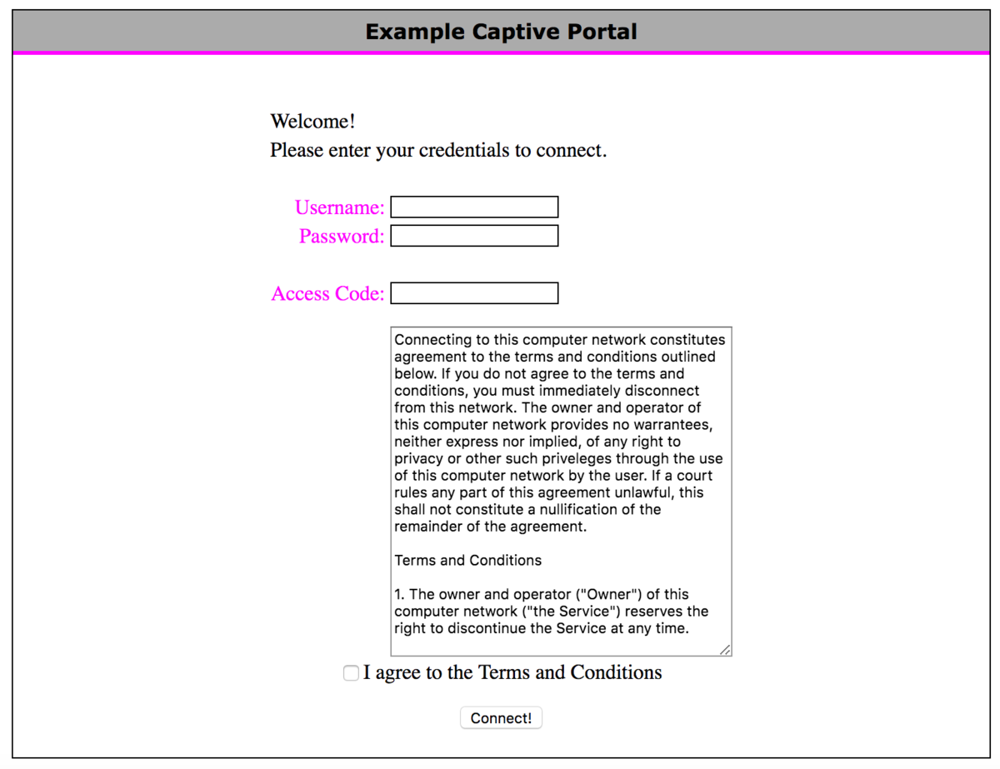 Example Captive Portal
Welcome!
Please enter your credentials to connect.
Username:
Password:
Access Code:
Connecting to this computer network constitutes
agreement to the terms and conditions outlined
below. If you do not agree to the terms and
conditions, you must immediately disconnect
from this network. The owner and operator of
this computer network provides no warrantees,
neither express nor implied, of any right to
privacy or other such priveleges through the use
of this computer network by the user. If a court
rules any part of this agreement unlawful, this
shall not constitute a nullification of the
remainder of the agreement.
Terms and Conditions
1. The owner and operator ("Owner") of this
computer network ("the Service") reserves the
right to discontinue the Service at any time.
I agree to the Terms and Conditions
Connect!